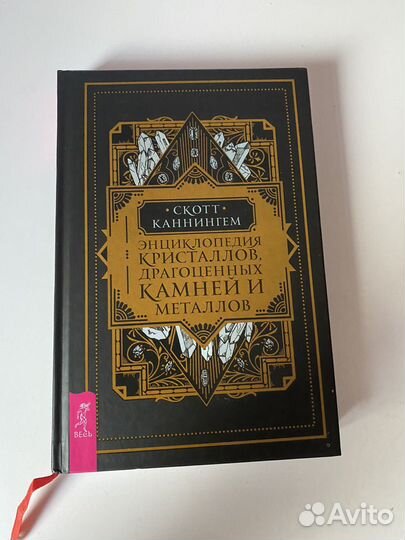 СКОТТ
КАННИНГЕМ
ЭНЦИКЛОПЕДИЯ
КРИСТАЛЛОВ,
ДРАГОЦЕННЫХ
КАМНЕЙ И
МЕТАЛЛОВ
ВЕСЬ
Avito